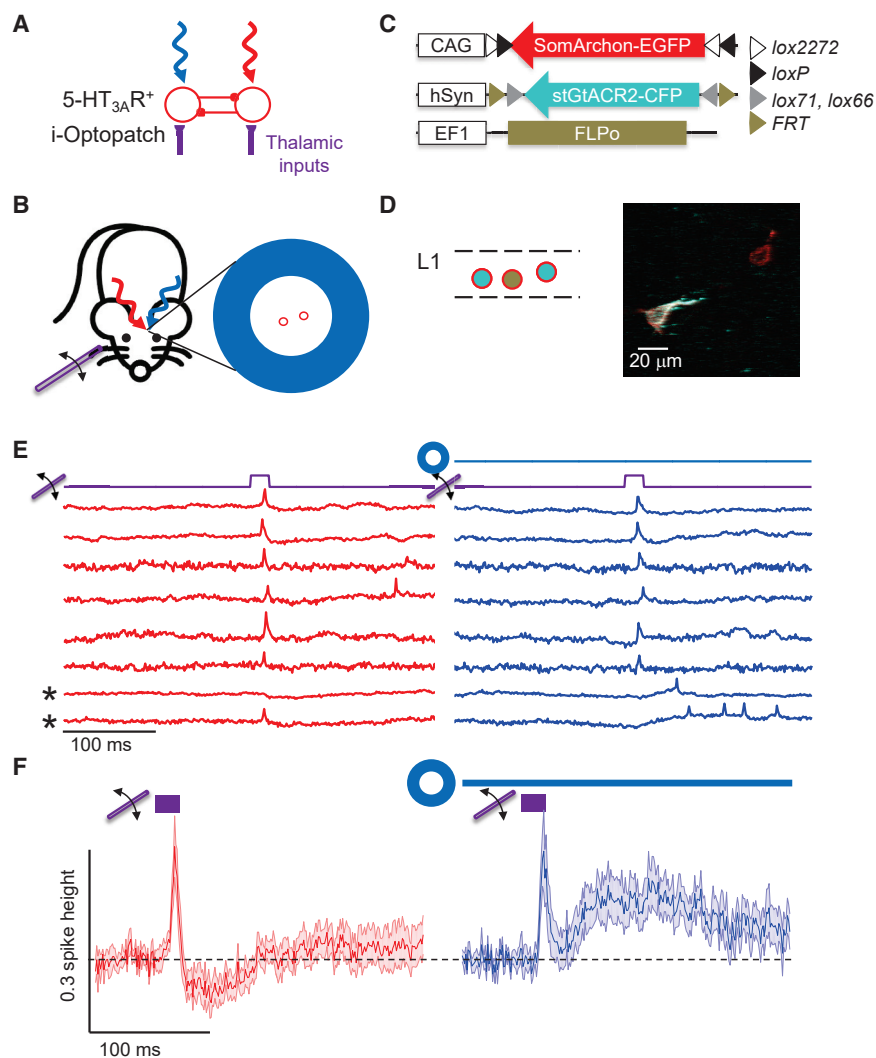 A
5-HT3AR+
i-Optopatch
Thalamic
inputs
B
C
CAG
SomArchon-EGFP
hSyn
stGtACR2-CFP
EF1
FLPo
lox2272
loxP
lox71, lox66
FRT
D
L1
20 μm
E
*
*
100 ms
F
0.3 spike height
100 ms